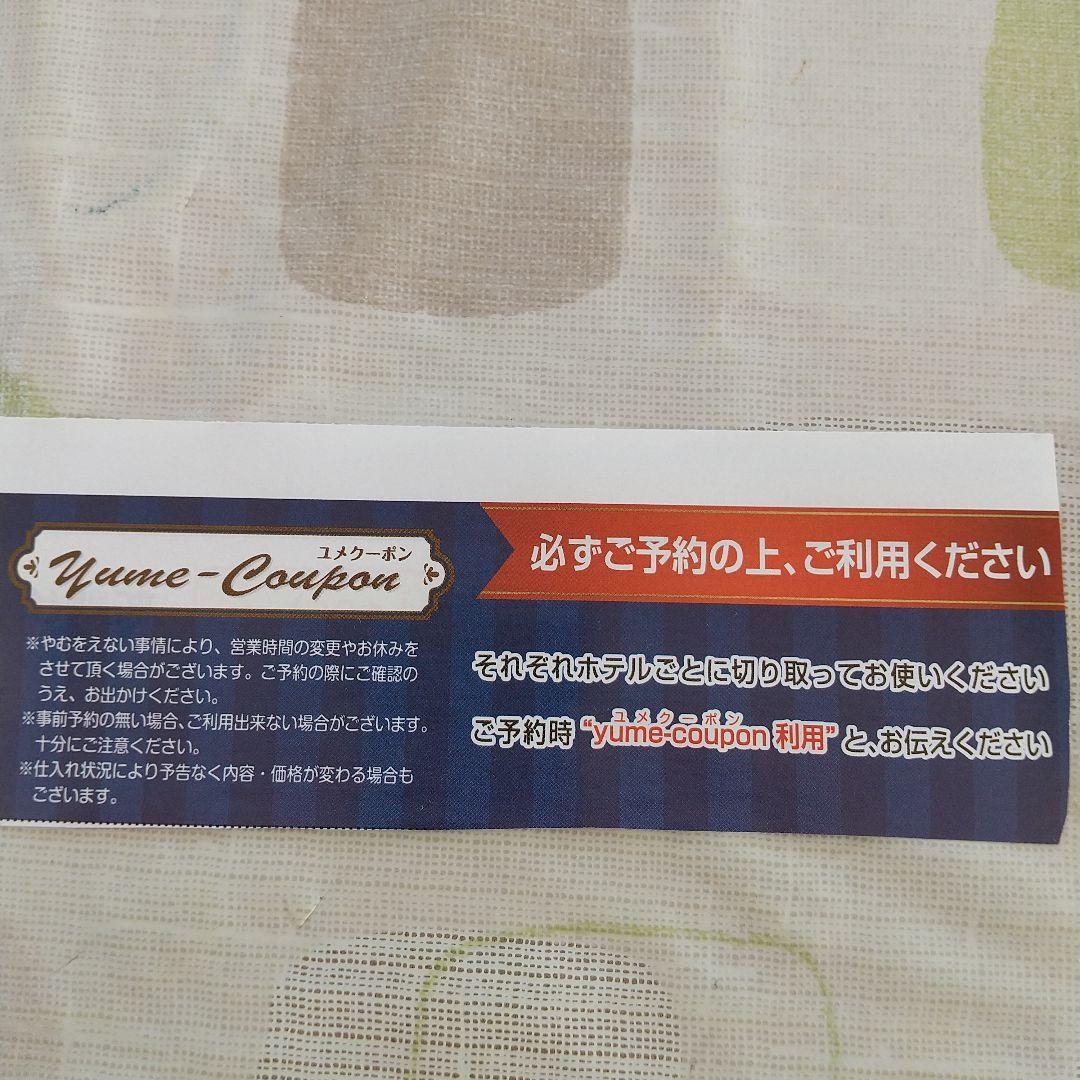 ユメクーポン
Yume-Coupon
※やむをえない事情により、営業時間の変更やお休みを
させて頂く場合がございます。ご予約の際にご確認の
うえ、お出かけください。
※事前予約の無い場合、ご利用出来ない場合がございます。
十分にご注意ください。
※仕入れ状況により予告なく内容・価格が変わる場合も
ございます。
必ずご予約の上、ご利用ください
それぞれホテルごとに切り取ってお使いください
ユメクーポン
ご予約時“yume-coupon 利用”と、お伝えください